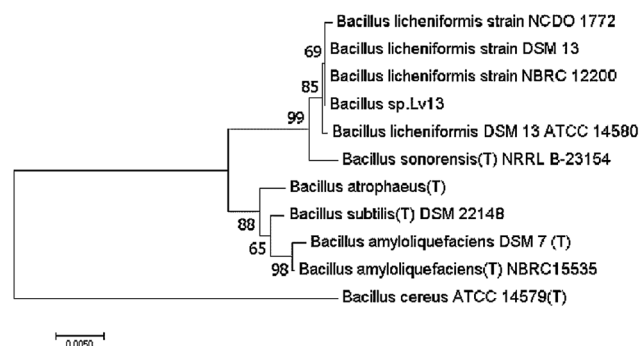 Bacillus licheniformis strain NCDO 1772
69
Bacillus licheniformis strain DSM 13
Bacillus licheniformis strain NBRC 12200
85
Bacillus sp.Lv13
99
Bacillus licheniformis DSM 13 ATCC 14580
Bacillus sonorensis(T) NRRL B-23154
Bacillus atrophaeus(T)
88
Bacillus subtilis(T) DSM 22148
65
Bacillus amyloliquefaciens DSM 7 (T)
98
Bacillus amyloliquefaciens(T) NBRC15535
Bacillus cereus ATCC 14579(T)
0.0050